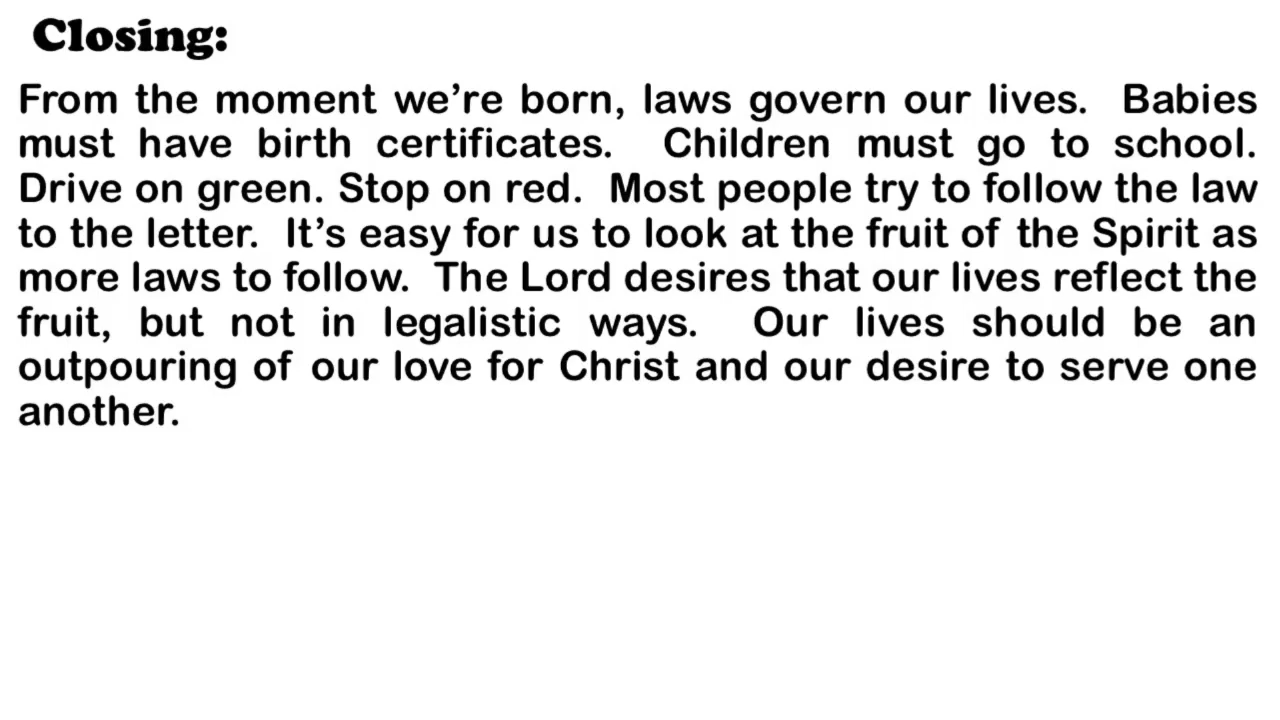 Closing:
From the moment we’re born, laws govern our lives.  Babies
must have birth certificates.  Children must go to school.
Drive on green. Stop on red.  Most people try to follow the law
to the letter.  It’s easy for us to look at the fruit of the Spirit as
more laws to follow.  The Lord desires that our lives reflect the
fruit, but not in legalistic ways.  Our lives should be an
outpouring of our love for Christ and our desire to serve one
another.